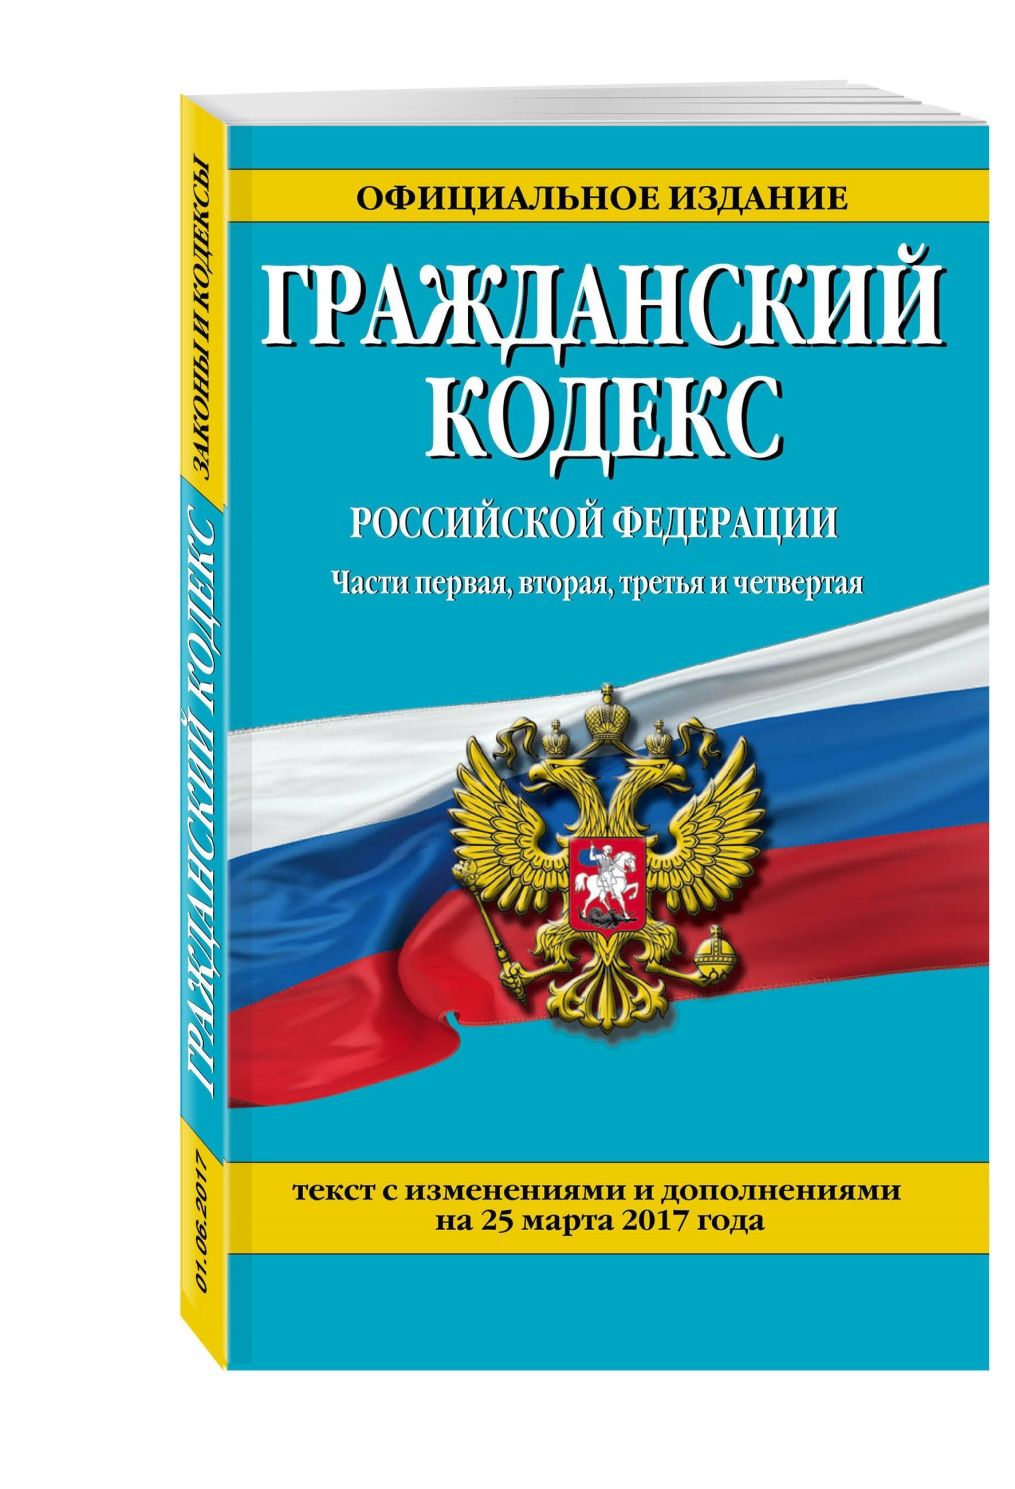 ОФИЦИАЛЬНОЕ ИЗДАНИЕ
ГРАЖДАНСКИЙ
КОДЕКС
РОССИЙСКОЙ ФЕДЕРАЦИИ
Части первая, вторая, третья и четвертая
текст с изменениями и дополнениями
на 25 марта 2017 года
ЗАКОНЫ И КОДЕКСЫ
ГРАЖДАНСКИЙ КОДЕКС
01.06.2017